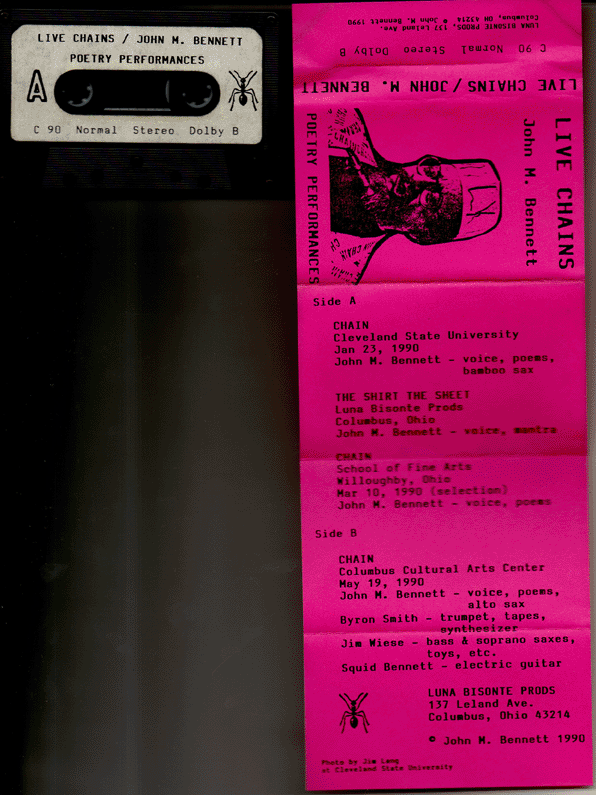 LIVE CHAINS / JOHN M. BENNETT
POETRY PERFORMANCES
A
C 90 Normal Stereo Dolby B
LUNA BISONTE PRODS, 137 Leland Ave.
Columbus, OH 43214 © John M. Bennett 1990
C 90 Normal Stereo Dolby B
LIVE CHAINS/JOHN M. BENNETT
LIVE CHAINS
John M. Bennett
POETRY PERFORMANCES
Side A
CHAIN
Cleveland State University
Jan 23, 1990
John M. Bennett - voice, poems,
bamboo sax
THE SHIRT THE SHEET
Luna Bisonte Prods
Columbus, Ohio
John M. Bennett - voice, mantra
CHAIN
School of Fine Arts
Willoughby, Ohio
Mar 10, 1990 (selection)
John M. Bennett - voice, poems
Side B
CHAIN
Columbus Cultural Arts Center
May 19, 1990
John M. Bennett - voice, poems,
alto sax
Byron Smith - trumpet, tapes,
synthesizer
Jim Wiese - bass & soprano saxes,
toys, etc.
Squid Bennett - electric guitar
LUNA BISONTE PRODS
137 Leland Ave.
Columbus, Ohio 43214
© John M. Bennett 1990
Photo by Jim Lang
at Cleveland State University